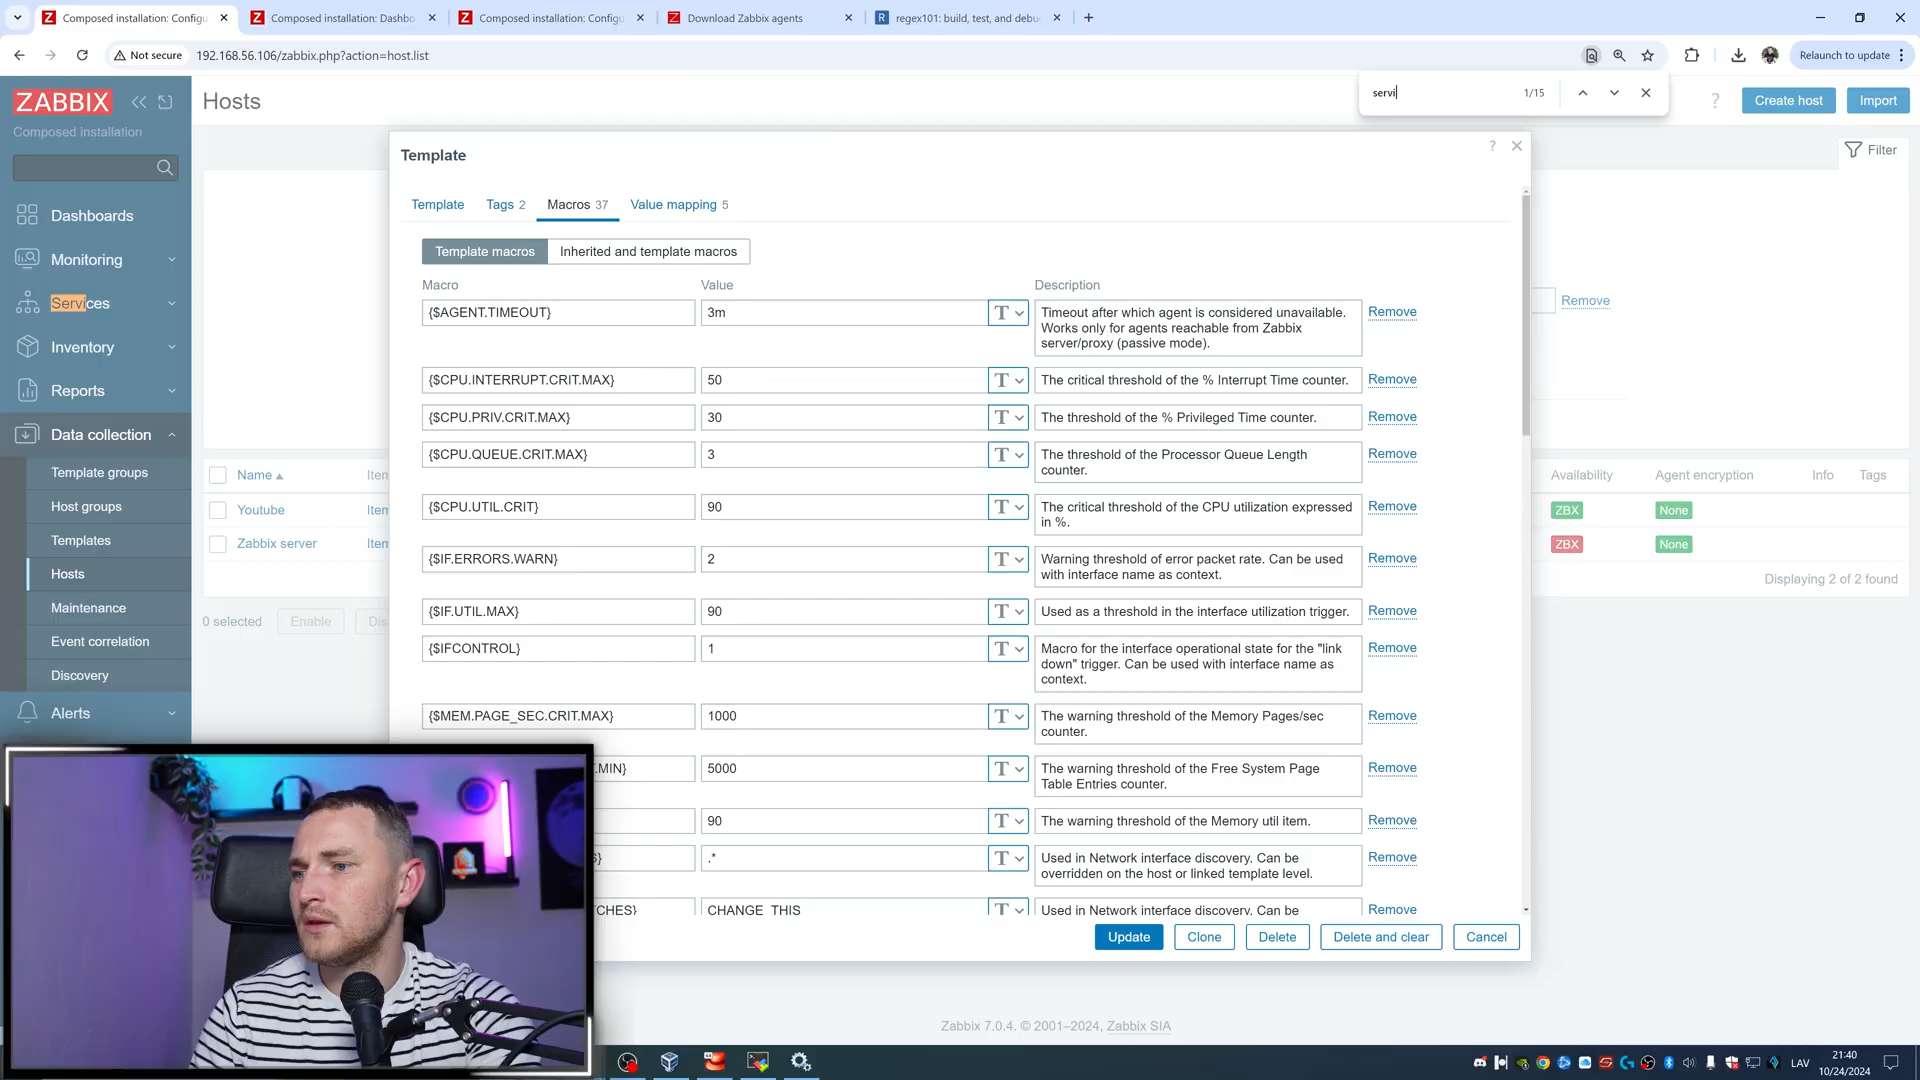 Composed installation: Configu
Composed installation: Dashbo
Composed installation: Configu
Download Zabbix agents
regex101: build, test, and debu
Not secure
192.168.56.106/zabbix.php?action=host.list
Relaunch to update
servi
1/15
ZABBIX
Composed installation
Hosts
Create host
Import
Filter
Dashboards
Monitoring
Services
Inventory
Reports
Data collection
Template groups
Host groups
Templates
Hosts
Maintenance
Event correlation
Discovery
Alerts
Name
Iten
Youtube
Iten
Zabbix server
Iten
0 selected
Enable
Dis
Remove
Availability
Agent encryption
Info
Tags
ZBX
None
ZBX
None
Displaying 2 of 2 found
Template
Template
Tags 2
Macros 37
Value mapping 5
Template macros
Inherited and template macros
Macro
Value
Description
{$AGENT.TIMEOUT}
3m
T
Timeout after which agent is considered unavailable.
Works only for agents reachable from Zabbix
server/proxy (passive mode).
Remove
{$CPU.INTERRUPT.CRIT.MAX}
50
T
The critical threshold of the % Interrupt Time counter.
Remove
{$CPU.PRIV.CRIT.MAX}
30
T
The threshold of the % Privileged Time counter.
Remove
{$CPU.QUEUE.CRIT.MAX}
3
T
The threshold of the Processor Queue Length
counter.
Remove
{$CPU.UTIL.CRIT}
90
T
The critical threshold of the CPU utilization expressed
in %.
Remove
{$IF.ERRORS.WARN}
2
T
Warning threshold of error packet rate. Can be used
with interface name as context.
Remove
{$IF.UTIL.MAX}
90
T
Used as a threshold in the interface utilization trigger.
Remove
{$IFCONTROL}
1
T
Macro for the interface operational state for the "link
down" trigger. Can be used with interface name as
context.
Remove
{$MEM.PAGE_SEC.CRIT.MAX}
1000
T
The warning threshold of the Memory Pages/sec
counter.
Remove
.MIN}
5000
T
The warning threshold of the Free System Page
Table Entries counter.
Remove
90
T
The warning threshold of the Memory util item.
Remove
S}
.*
T
Used in Network interface discovery. Can be
overridden on the host or linked template level.
Remove
TCHES}
CHANGE_THIS
T
Used in Network interface discovery. Can be
Remove
Update
Clone
Delete
Delete and clear
Cancel
Zabbix 7.0.4. © 2001–2024, Zabbix SIA
LAV
21:40
10/24/2024